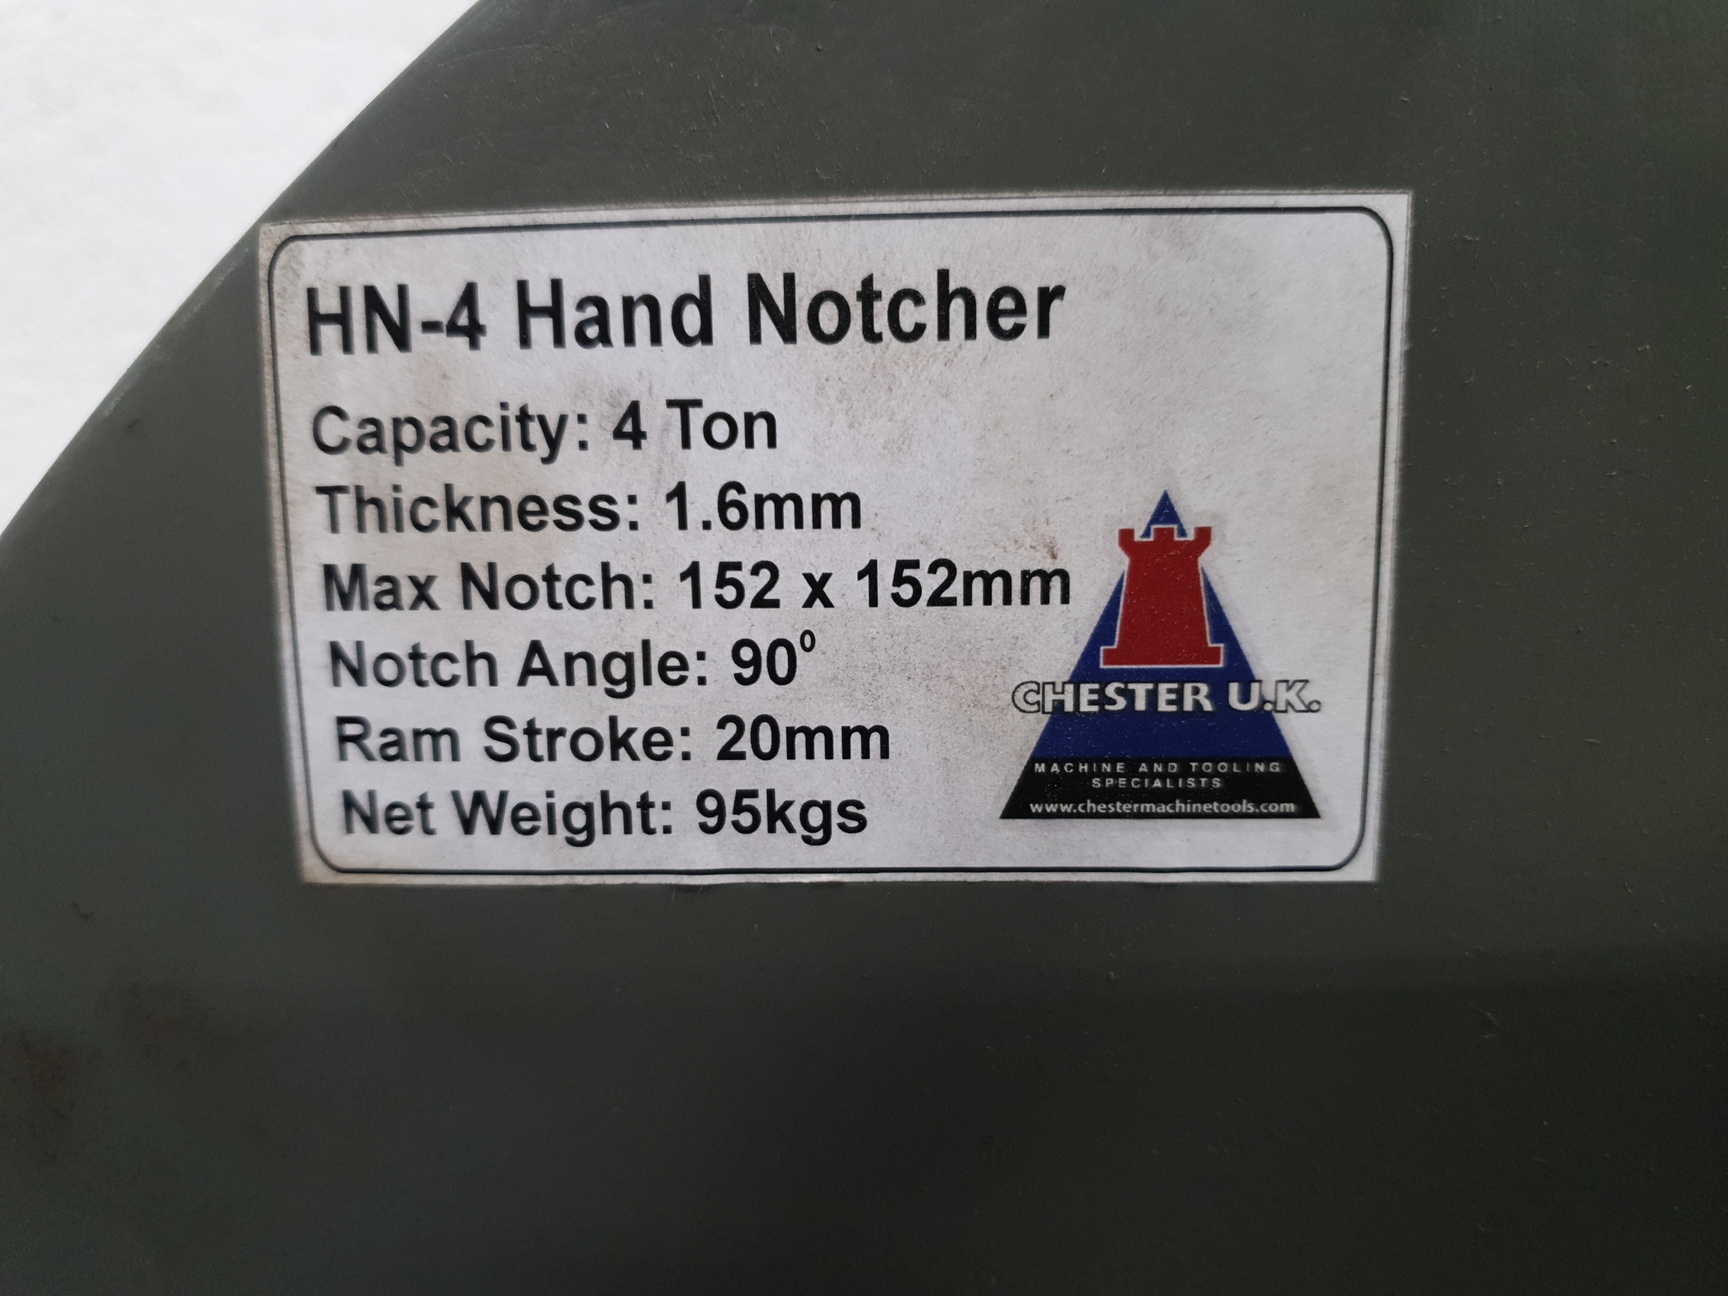 HN-4 Hand Notcher
Capacity: 4 Ton
Thickness: 1.6mm
Max Notch: 152 x 152mm
Notch Angle: 90⁰
Ram Stroke: 20mm
Net Weight: 95kgs
CHESTER U.K.
MACHINE AND TOOLING
SPECIALISTS
www.chestermachinetools.com